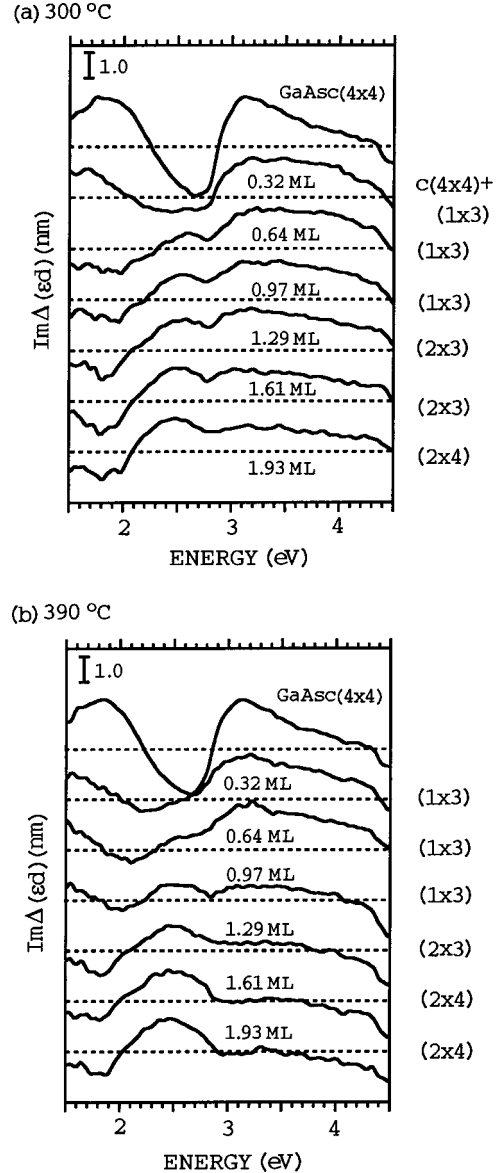 (a) 300 °C
1.0
GaAsc(4x4)
0.32 ML
c(4x4)+
(1x3)
0.64 ML
(1x3)
0.97 ML
(1x3)
1.29 ML
(2x3)
1.61 ML
(2x3)
1.93 ML
(2x4)
ImΔ(εd)(nm)
2 3 4
ENERGY (eV)
(b) 390 °C
1.0
GaAsc(4x4)
0.32 ML
(1x3)
0.64 ML
(1x3)
0.97 ML
(1x3)
1.29 ML
(2x3)
1.61 ML
(2x4)
1.93 ML
(2x4)
ImΔ(εd)(nm)
2 3 4
ENERGY (eV)